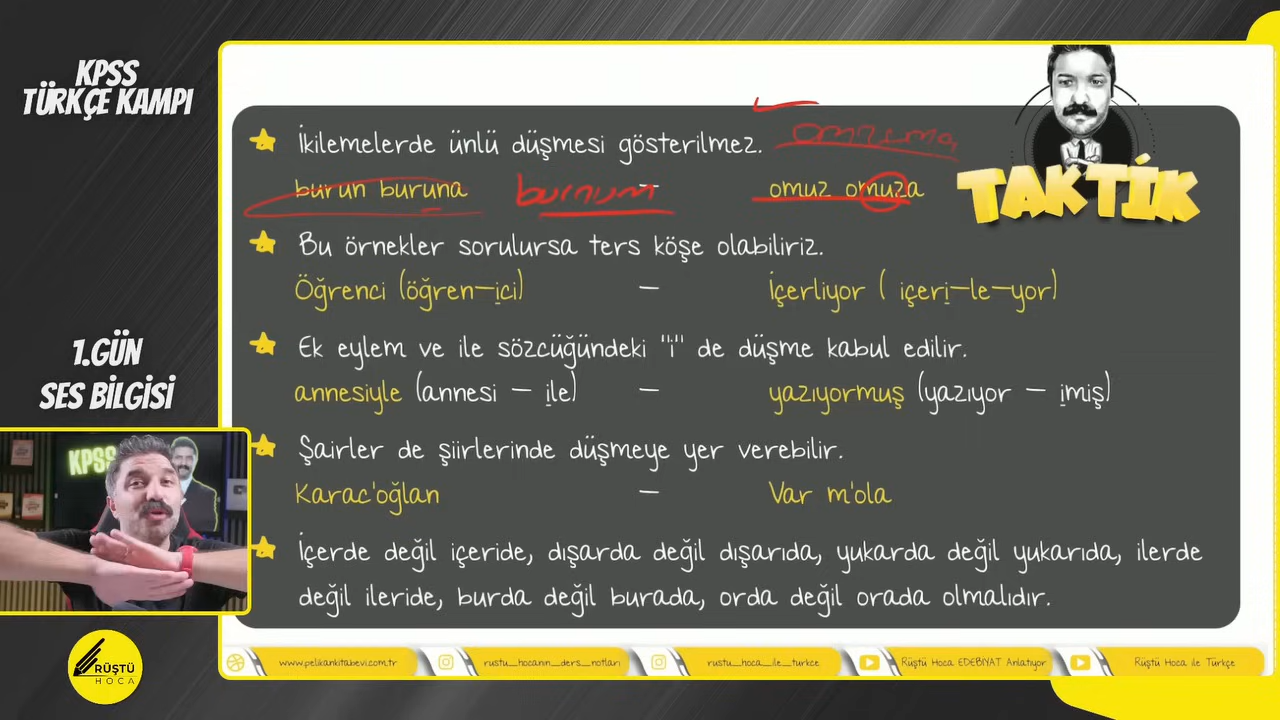 KPSS
TÜRKÇE KAMPI
1.GÜN
SES BİLGİSİ
KPSS
RÜŞTÜ
HOCA
TAKTİK
İkilemelerde ünlü düşmesi gösterilmez.
burun buruna burnum – omuz omuza
Bu örnekler sorulursa ters köşe olabiliriz.
Öğrenci (öğren–ici) – İçerliyor ( içeri–le–yor)
Ek eylem ve ile sözcüğündeki "i" de düşme kabul edilir.
annesiyle (annesi – ile) – yazıyormuş (yazıyor – imiş)
Şairler de şiirlerinde düşmeye yer verebilir.
Karac'oğlan – Var m'ola
İçerde değil içeride, dışarda değil dışarıda, yukarda değil yukarıda, ilerde
değil ileride, burda değil burada, orda değil orada olmalıdır.
www.pelikankitabevi.com.tr rustu_hocanın_ders_notları rustu_hoca_ile_turkce Rüştü Hoca EDEBİYAT Anlatıyor Rüştü Hoca ile Türkçe